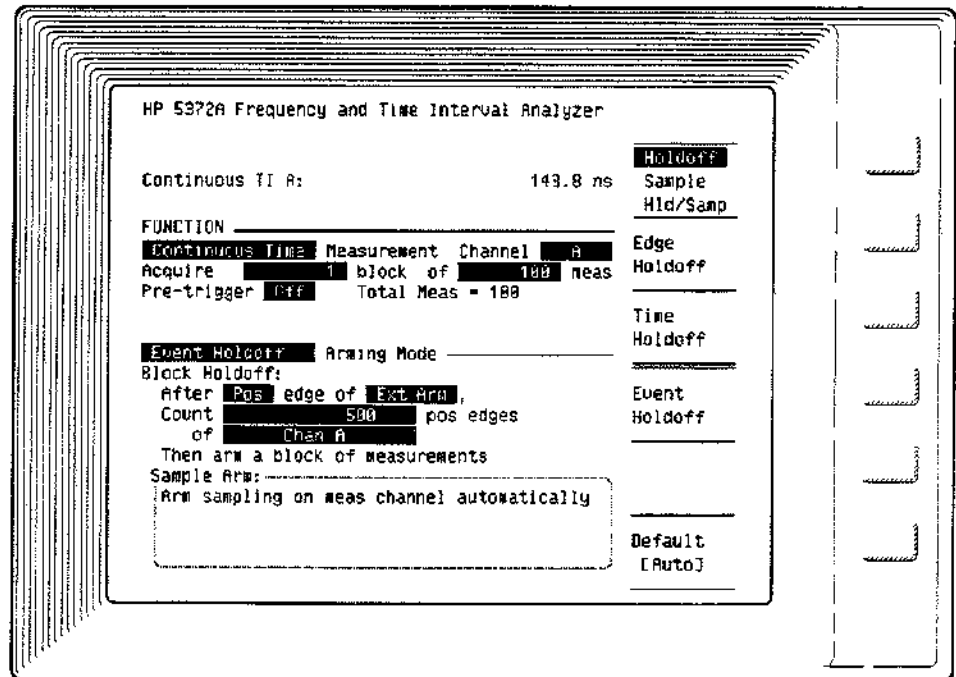 HP 5372A Frequency and Time Interval Analyzer
Continuous TI A: 149.8 ns
FUNCTION
Continuous Time Measurement Channel A
Acquire 1 block of 100 meas
Pre-trigger Off Total Meas = 100
Event Holdoff Arming Mode
Block Holdoff:
After Pos edge of Ext Arm,
Count 500 pos edges
of Chan A
Then arm a block of measurements
Sample Arm:
Arm sampling on meas channel automatically
Holdoff
Sample
Hld/Samp
Edge
Holdoff
Time
Holdoff
Event
Holdoff
Default
[Auto]